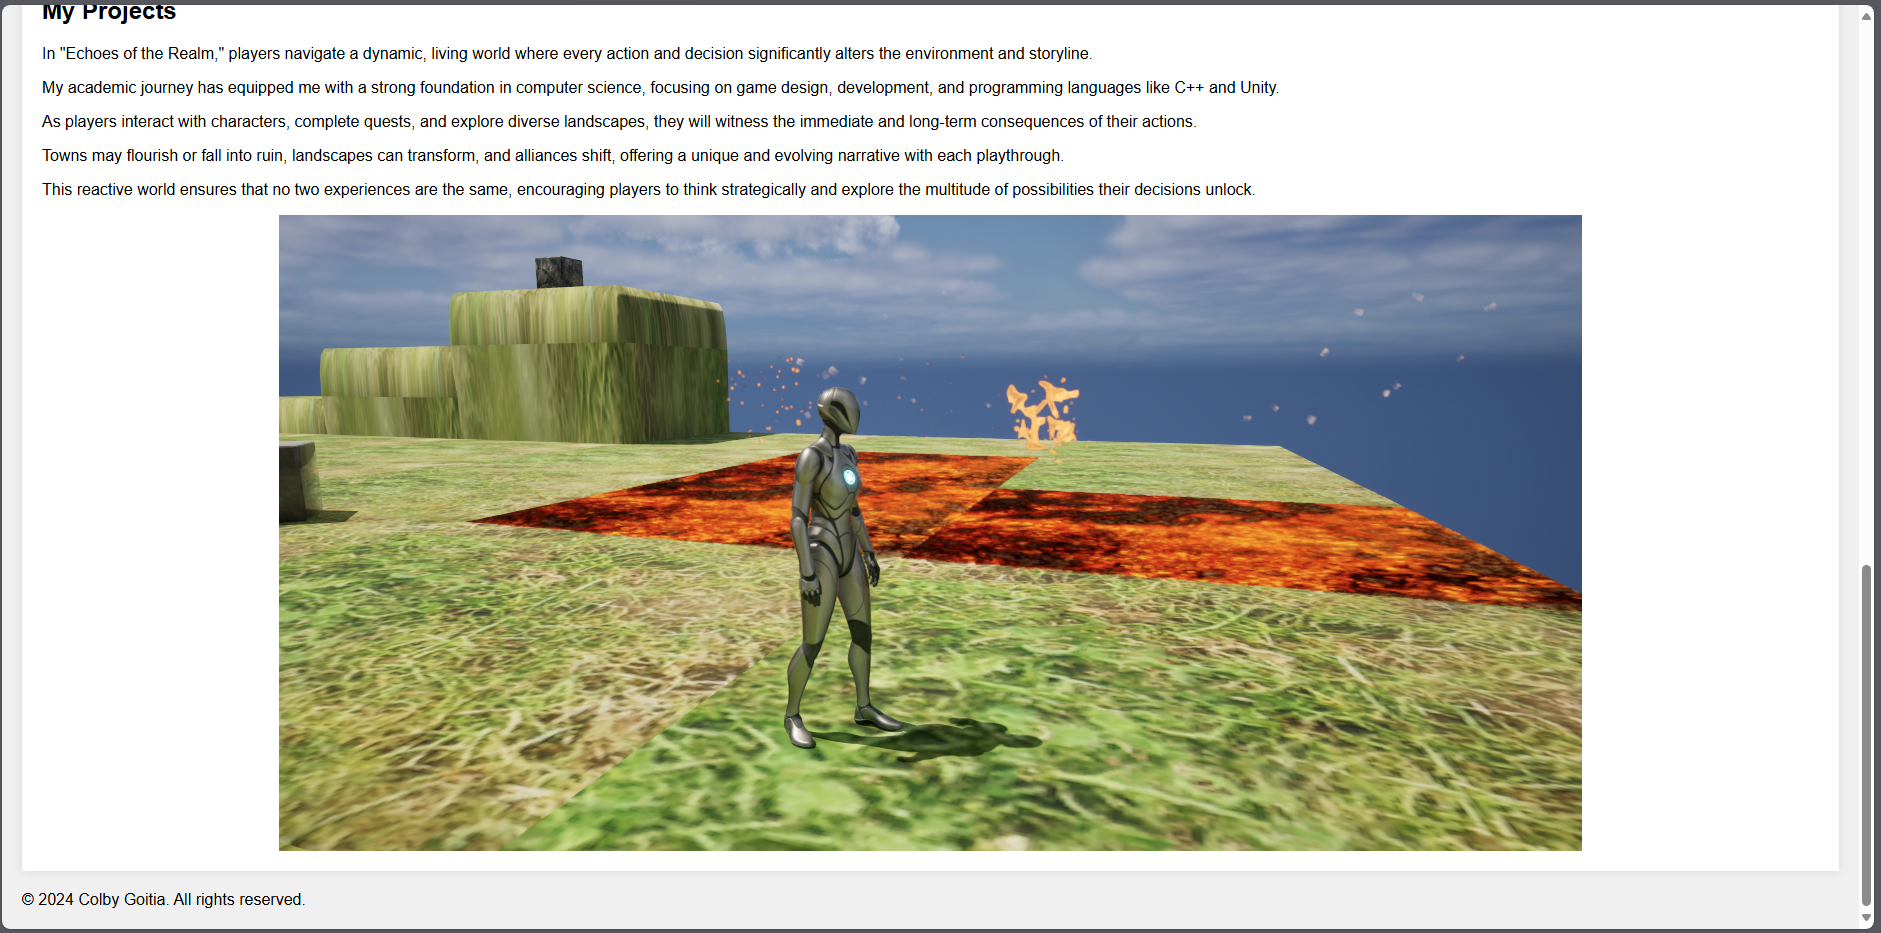 My Projects
In "Echoes of the Realm," players navigate a dynamic, living world where every action and decision significantly alters the environment and storyline.
My academic journey has equipped me with a strong foundation in computer science, focusing on game design, development, and programming languages like C++ and Unity.
As players interact with characters, complete quests, and explore diverse landscapes, they will witness the immediate and long-term consequences of their actions.
Towns may flourish or fall into ruin, landscapes can transform, and alliances shift, offering a unique and evolving narrative with each playthrough.
This reactive world ensures that no two experiences are the same, encouraging players to think strategically and explore the multitude of possibilities their decisions unlock.
© 2024 Colby Goitia. All rights reserved.